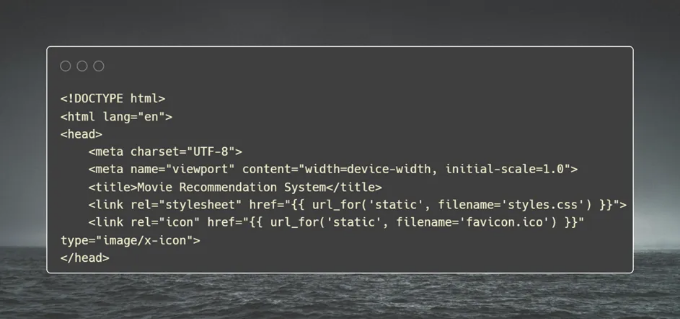 <!DOCTYPE html>
<html lang="en">
<head>
    <meta charset="UTF-8">
    <meta name="viewport" content="width=device-width, initial-scale=1.0">
    <title>Movie Recommendation System</title>
    <link rel="stylesheet" href="{{ url_for('static', filename='styles.css') }}">
    <link rel="icon" href="{{ url_for('static', filename='favicon.ico') }}"
type="image/x-icon">
</head>